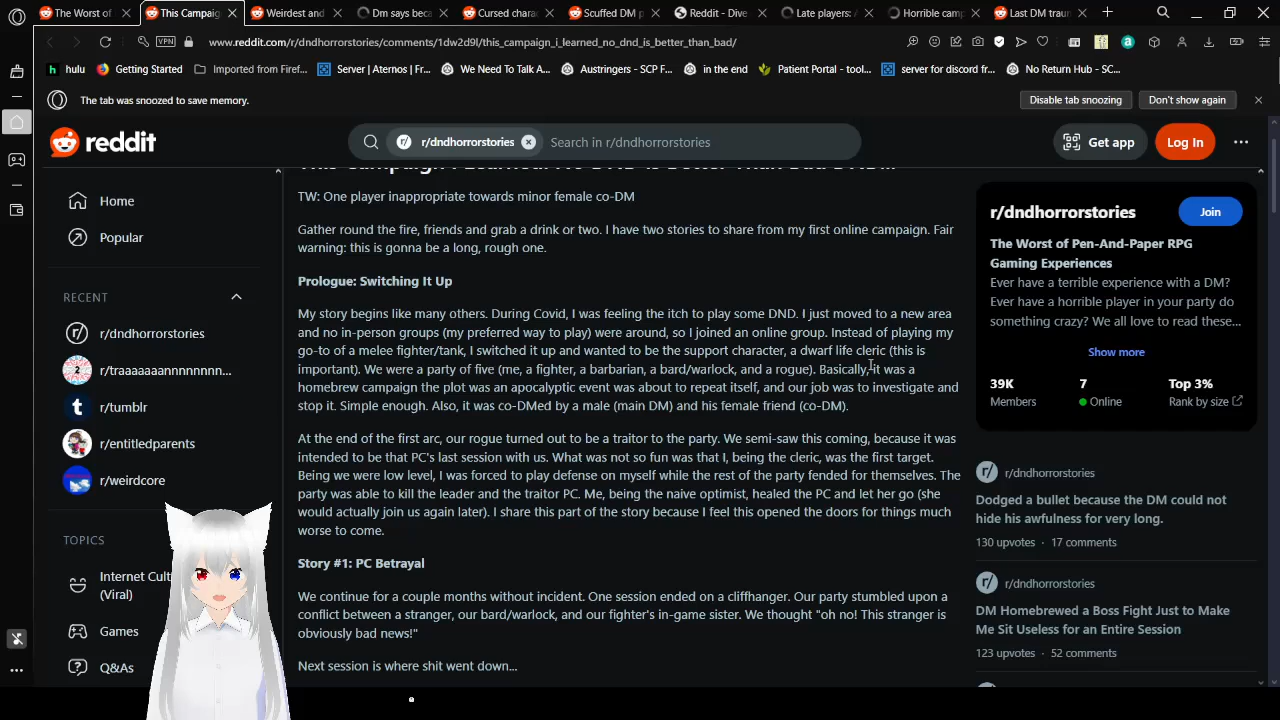 The Worst of
This Campai
Weirdest and
Dm says beca
Cursed chara
Scuffed DM p
Reddit - Dive
Late players: A
Horrible camp
Last DM traun
VPN
www.reddit.com/r/dndhorrorstories/comments/1dw2d9l/this_campaign_i_learned_no_dnd_is_better_than_bad/
hulu
Getting Started
Imported from Firef...
Server | Aternos | Fr...
We Need To Talk A...
Austringers - SCP F...
in the end
Patient Portal - tool...
server for discord fr...
No Return Hub - SC...
The tab was snoozed to save memory.
Disable tab snoozing
Don't show again
reddit
r/dndhorrorstories
Search in r/dndhorrorstories
Get app
Log In
Home
Popular
RECENT
r/dndhorrorstories
r/traaaaaaannnnnnnn...
r/tumblr
r/entitledparents
r/weirdcore
TOPICS
Internet Cult
(Viral)
Games
Q&As
This Campaign I Learned: No DND Is Better Than Bad DND...
TW: One player inappropriate towards minor female co-DM
Gather round the fire, friends and grab a drink or two. I have two stories to share from my first online campaign. Fair
warning: this is gonna be a long, rough one.
Prologue: Switching It Up
My story begins like many others. During Covid, I was feeling the itch to play some DND. I just moved to a new area
and no in-person groups (my preferred way to play) were around, so I joined an online group. Instead of playing my
go-to of a melee fighter/tank, I switched it up and wanted to be the support character, a dwarf life cleric (this is
important). We were a party of five (me, a fighter, a barbarian, a bard/warlock, and a rogue). Basically, it was a
homebrew campaign the plot was an apocalyptic event was about to repeat itself, and our job was to investigate and
stop it. Simple enough. Also, it was co-DMed by a male (main DM) and his female friend (co-DM).
At the end of the first arc, our rogue turned out to be a traitor to the party. We semi-saw this coming, because it was
intended to be that PC's last session with us. What was not so fun was that I, being the cleric, was the first target.
Being we were low level, I was forced to play defense on myself while the rest of the party fended for themselves. The
party was able to kill the leader and the traitor PC. Me, being the naive optimist, healed the PC and let her go (she
would actually join us again later). I share this part of the story because I feel this opened the doors for things much
worse to come.
Story #1: PC Betrayal
We continue for a couple months without incident. One session ended on a cliffhanger. Our party stumbled upon a
conflict between a stranger, our bard/warlock, and our fighter's in-game sister. We thought "oh no! This stranger is
obviously bad news!"
Next session is where shit went down...
r/dndhorrorstories
Join
The Worst of Pen-And-Paper RPG
Gaming Experiences
Ever have a terrible experience with a DM?
Ever have a horrible player in your party do
something crazy? We all love to read these...
Show more
39K
Members
7
Online
Top 3%
Rank by size
r/dndhorrorstories
Dodged a bullet because the DM could not
hide his awfulness for very long.
130 upvotes · 17 comments
r/dndhorrorstories
DM Homebrewed a Boss Fight Just to Make
Me Sit Useless for an Entire Session
123 upvotes · 52 comments